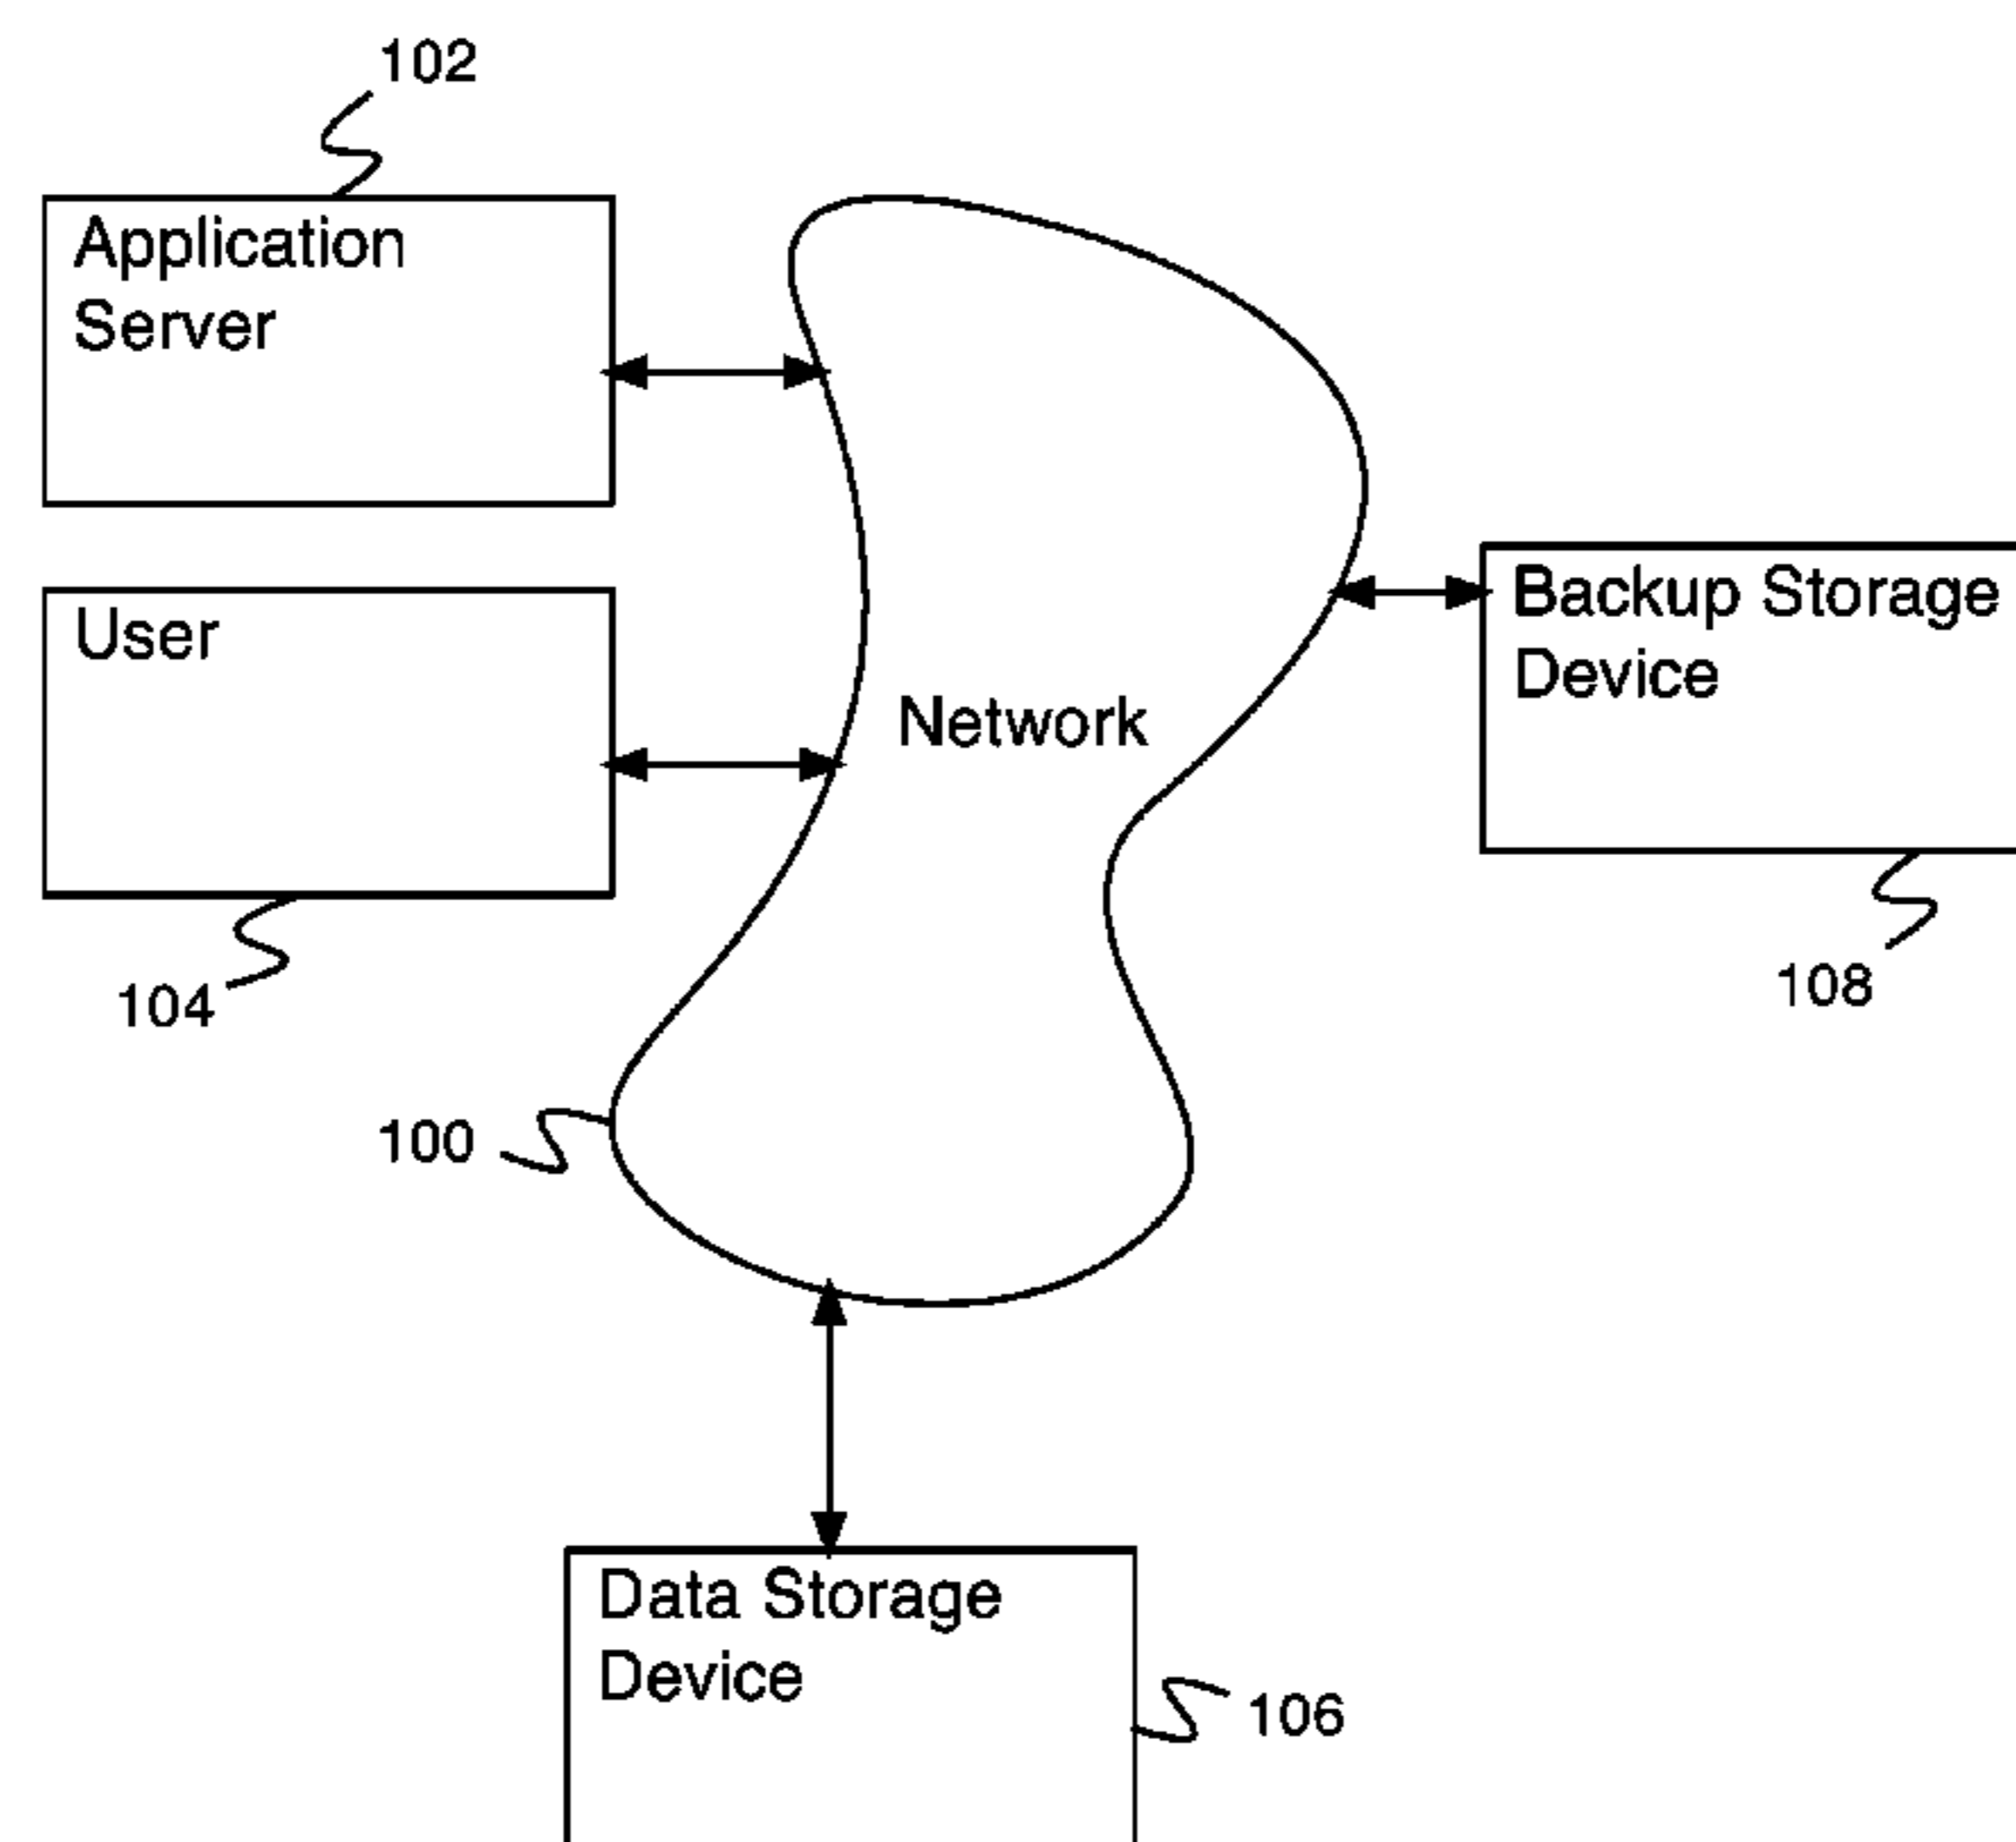 102
Application
Server
User
Backup Storage
Device
Network
104
108
100
Data Storage
Device
106